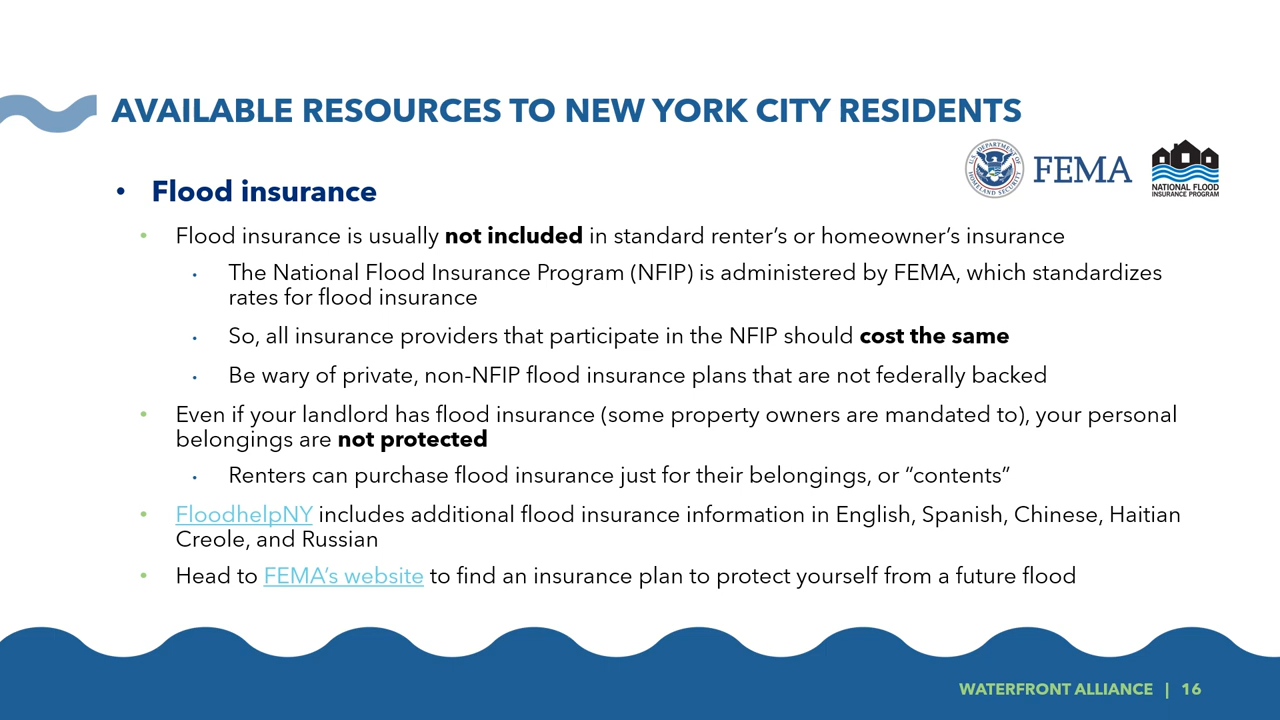 AVAILABLE RESOURCES TO NEW YORK CITY RESIDENTS
U.S. DEPARTMENT OF HOMELAND SECURITY
FEMA
NATIONAL FLOOD
INSURANCE PROGRAM
• Flood insurance
• Flood insurance is usually not included in standard renter’s or homeowner’s insurance
• The National Flood Insurance Program (NFIP) is administered by FEMA, which standardizes
rates for flood insurance
• So, all insurance providers that participate in the NFIP should cost the same
• Be wary of private, non-NFIP flood insurance plans that are not federally backed
• Even if your landlord has flood insurance (some property owners are mandated to), your personal
belongings are not protected
• Renters can purchase flood insurance just for their belongings, or “contents”
• FloodhelpNY includes additional flood insurance information in English, Spanish, Chinese, Haitian
Creole, and Russian
• Head to FEMA’s website to find an insurance plan to protect yourself from a future flood
WATERFRONT ALLIANCE | 16